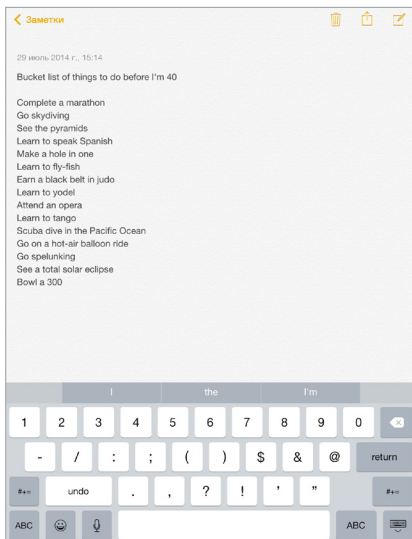 Заметки
29 июль 2014 г., 15:14
Bucket list of things to do before I'm 40
Complete a marathon
Go skydiving
See the pyramids
Learn to speak Spanish
Make a hole in one
Learn to fly-fish
Earn a black belt in judo
Learn to yodel
Attend an opera
Learn to tango
Scuba dive in the Pacific Ocean
Go on a hot-air balloon ride
Go spelunking
See a total solar eclipse
Bowl a 300
I the I'm
1 2 3 4 5 6 7 8 9 0
- / : ; ( ) $ & @ return
#+= undo . , ? ! ' " #+=
ABC ABC